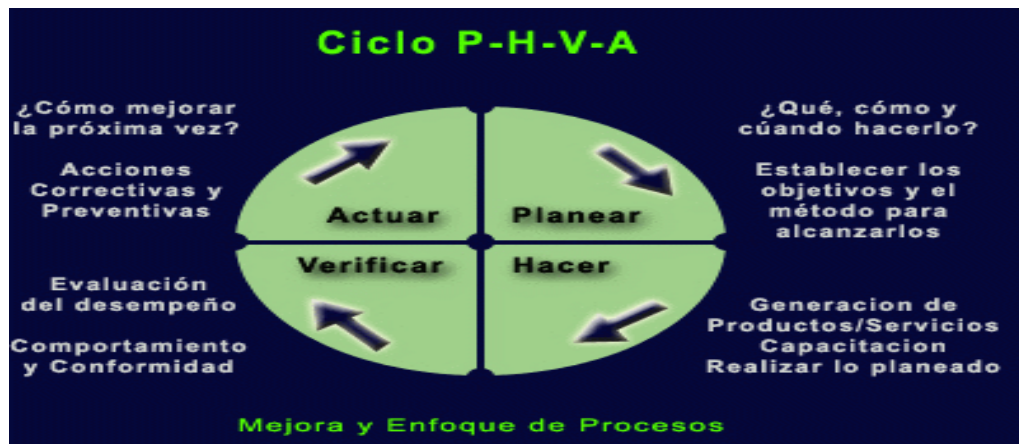 Ciclo P-H-V-A
¿Cómo mejorar
la próxima vez?
Acciones
Correctivas y
Preventivas
¿Qué, cómo y
cúando hacerlo?
Establecer los
objetivos y el
método para
alcanzarlos
Actuar
Planear
Verificar
Hacer
Evaluación
del desempeño
Comportamiento
y Conformidad
Generacion de
Productos/Servicios
Capacitacion
Realizar lo planeado
Mejora y Enfoque de Procesos